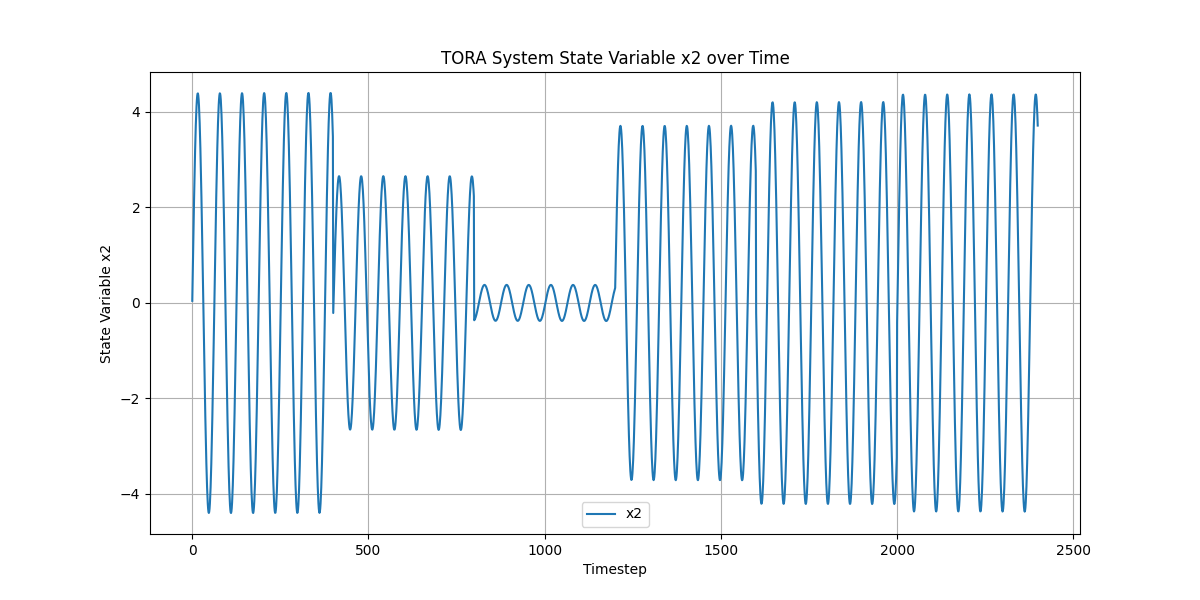 TORA System State Variable x2 over Time
State Variable x2
4
2
0
−2
−4
0 500 1000 1500 2000 2500
Timestep
x2